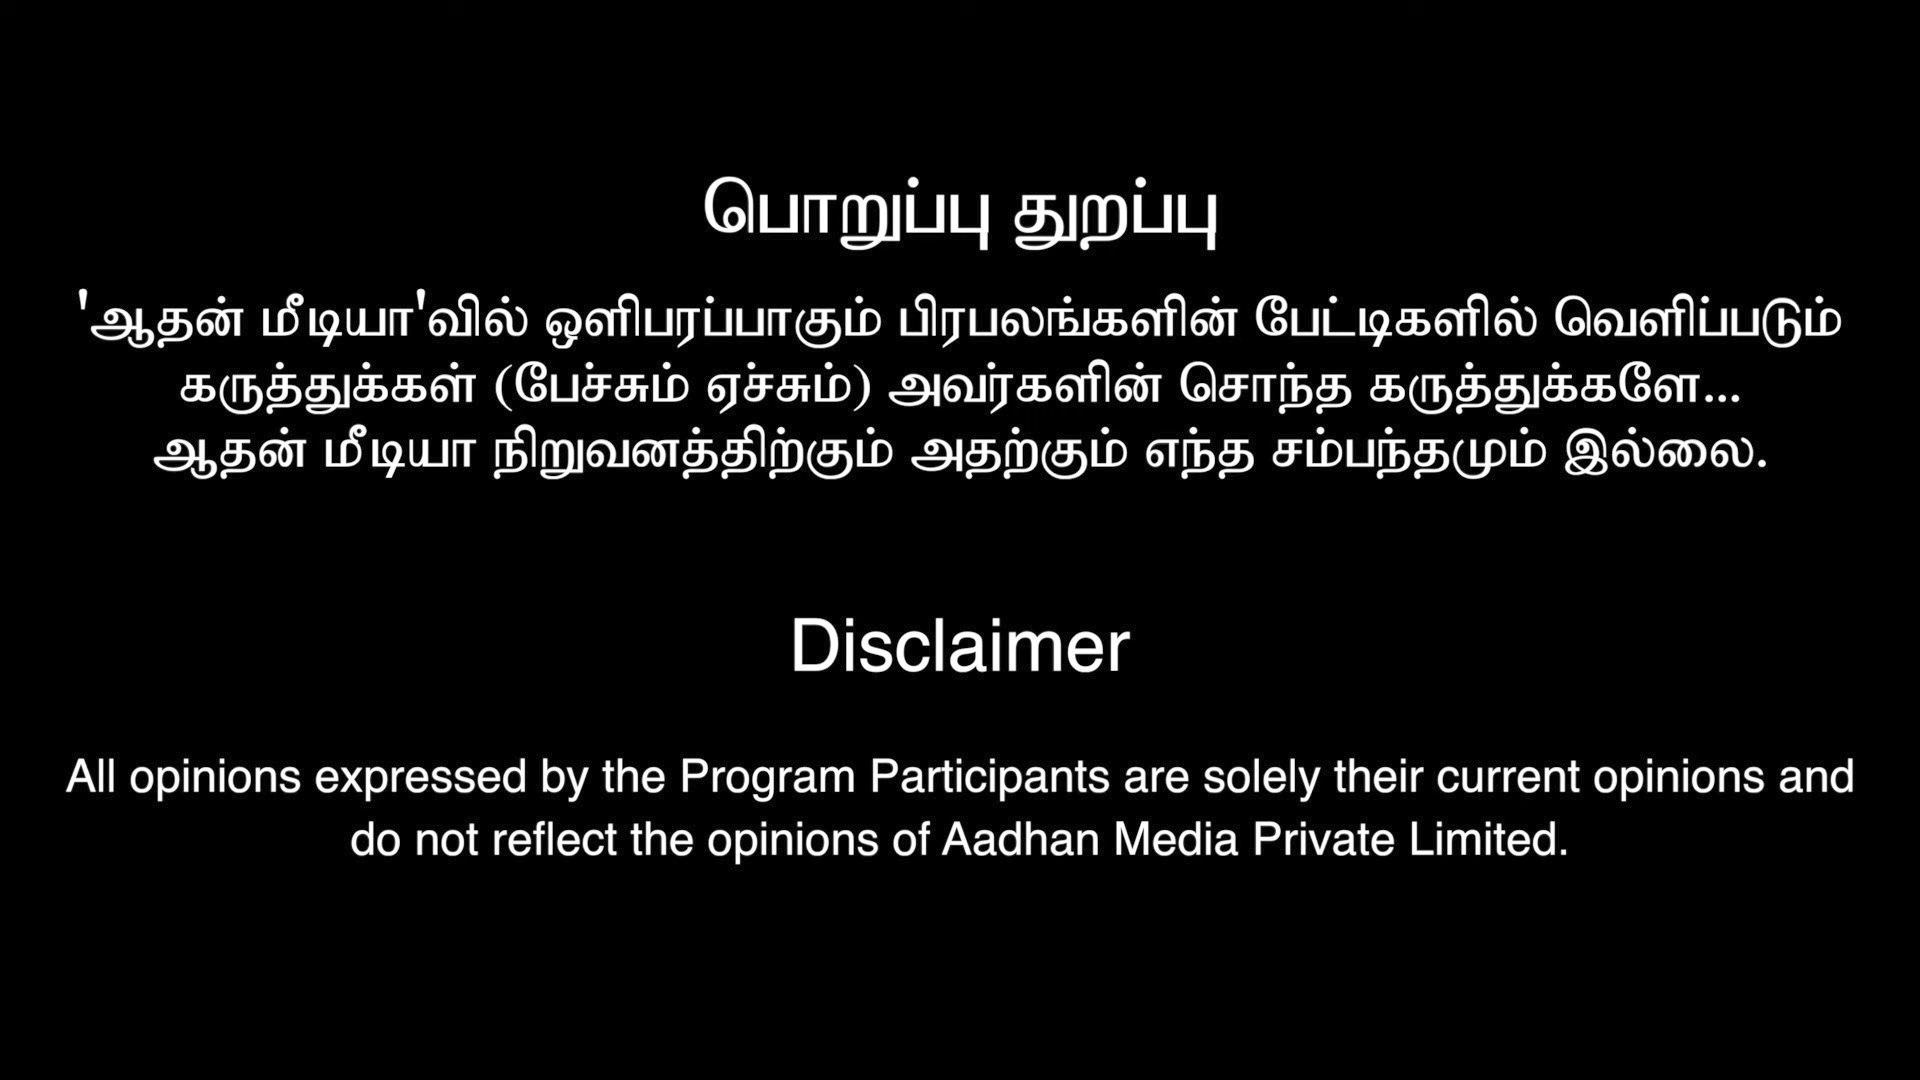 பொறுப்பு துறப்பு
'ஆதன் மீடியா'வில் ஒளிபரப்பாகும் பிரபலங்களின் பேட்டிகளில் வெளிப்படும்
கருத்துக்கள் (பேச்சும் ஏச்சும்) அவர்களின் சொந்த கருத்துக்களே...
ஆதன் மீடியா நிறுவனத்திற்கும் அதற்கும் எந்த சம்பந்தமும் இல்லை.
Disclaimer
All opinions expressed by the Program Participants are solely their current opinions and
do not reflect the opinions of Aadhan Media Private Limited.